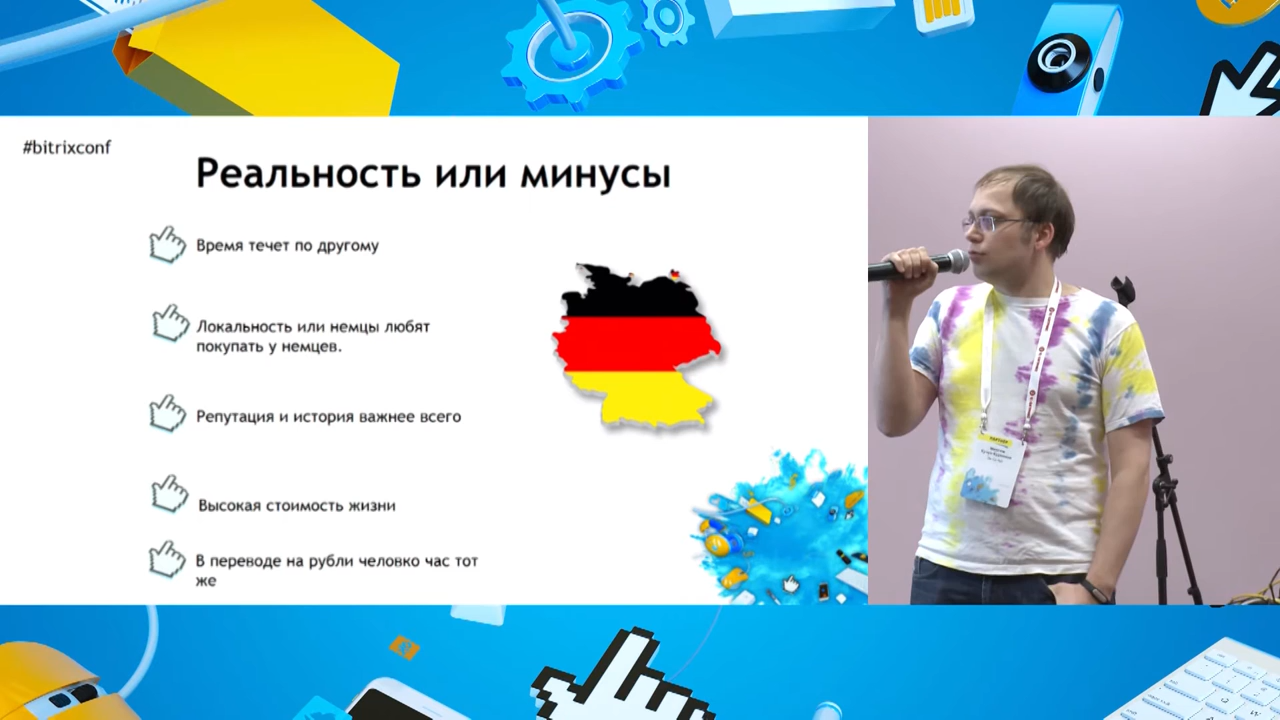 #bitrixconf
Реальность или минусы
Время течет по другому
Локальность или немцы любят
покупать у немцев.
Репутация и история важнее всего
Высокая стоимость жизни
В переводе на рубли человко час тот
же